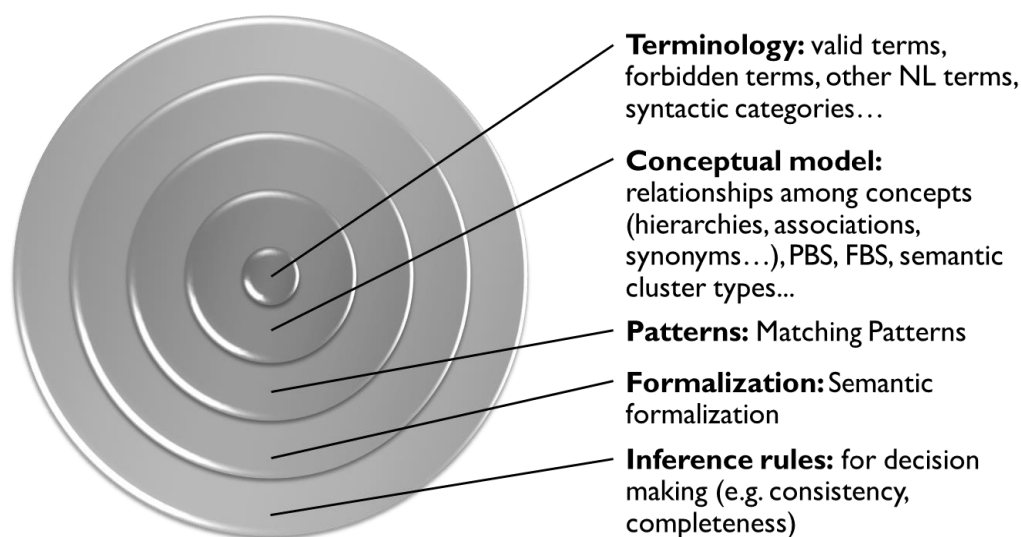 Terminology: valid terms,
forbidden terms, other NL terms,
syntactic categories…
Conceptual model:
relationships among concepts
(hierarchies, associations,
synonyms…), PBS, FBS, semantic
cluster types...
Patterns: Matching Patterns
Formalization: Semantic
formalization
Inference rules: for decision
making (e.g. consistency,
completeness)